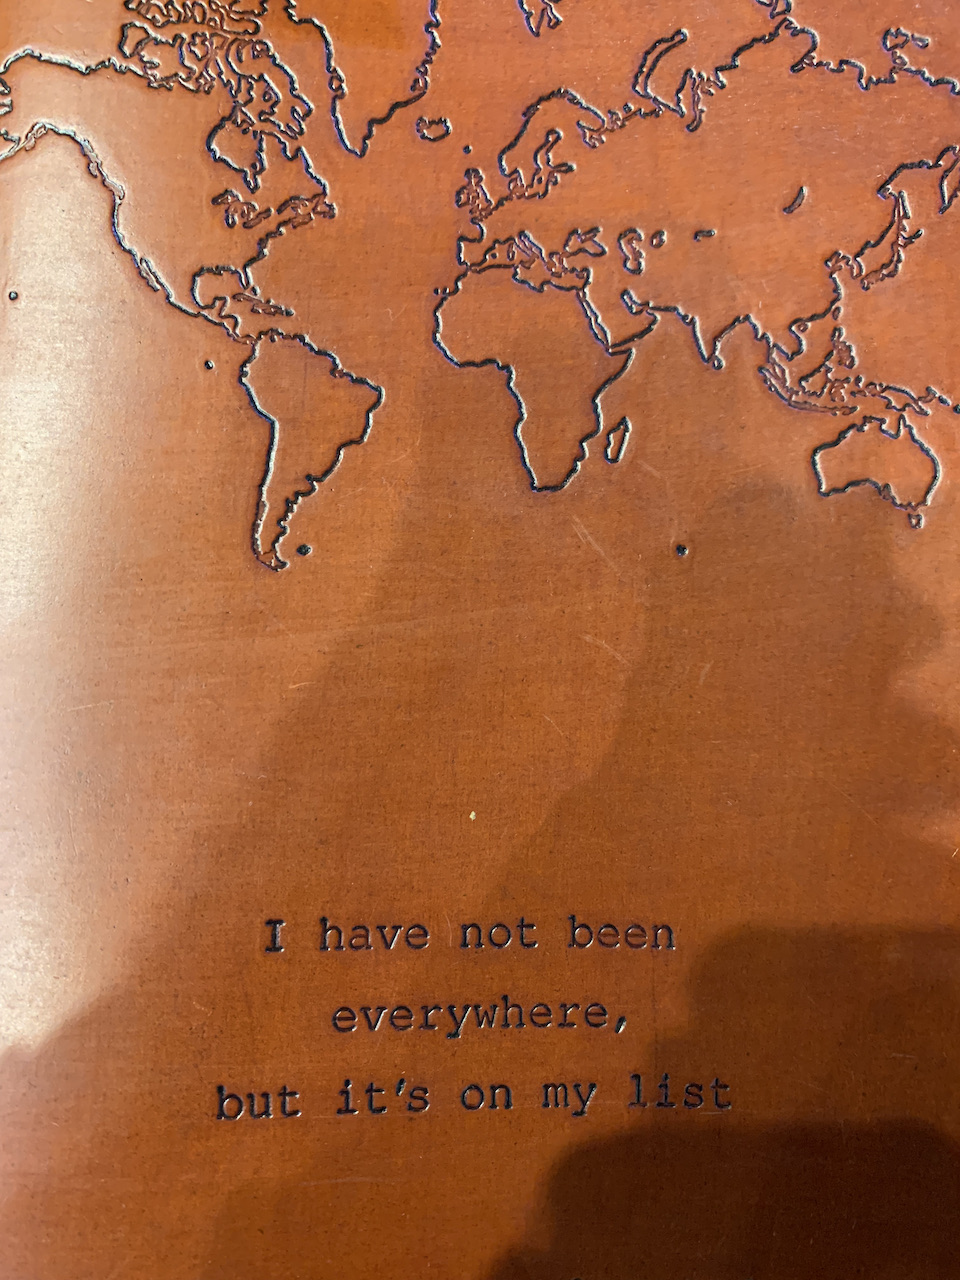 I have not been
everywhere,
but it's on my list